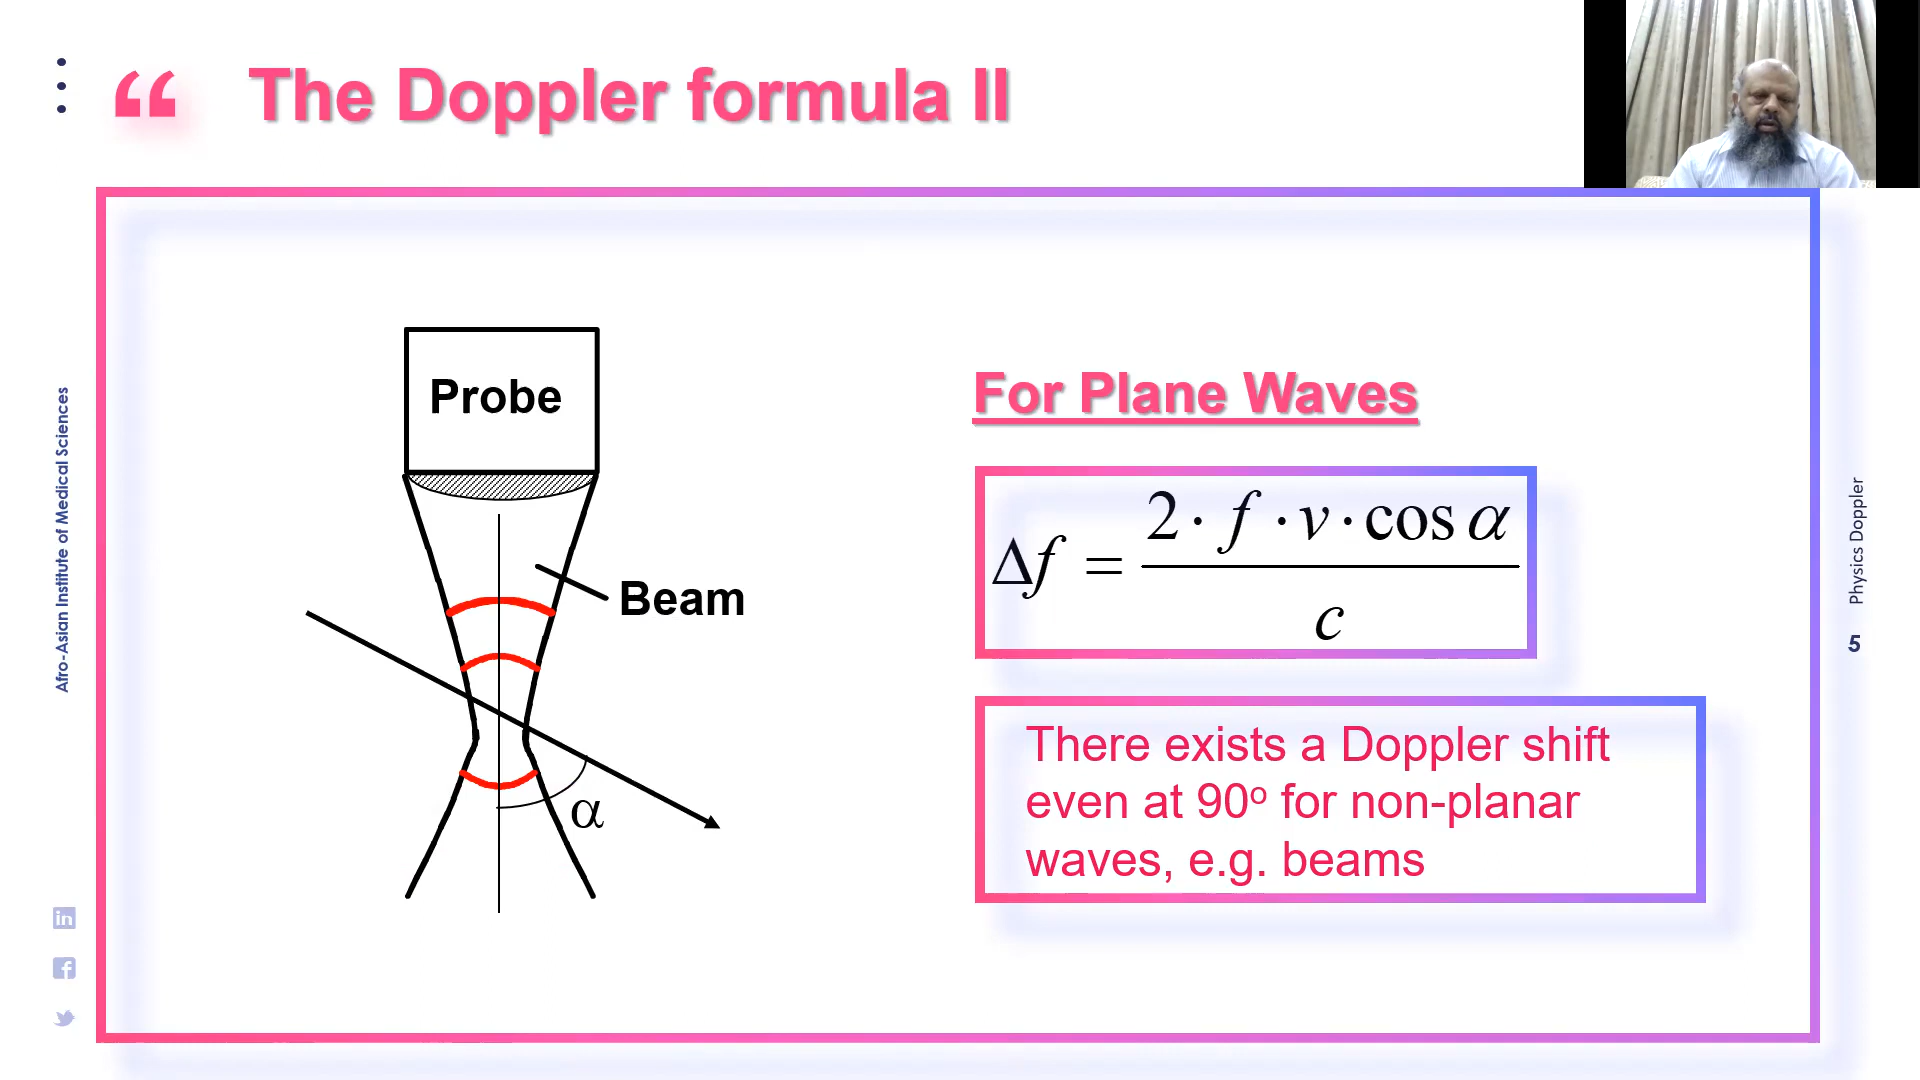 “ The Doppler formula II
Afro-Asian Institute of Medical Sciences
Probe
Beam
α
For Plane Waves
Δf = 2 · f · v · cos α / c
There exists a Doppler shift
even at 90º for non-planar
waves, e.g. beams
Physics Doppler
5
in
f